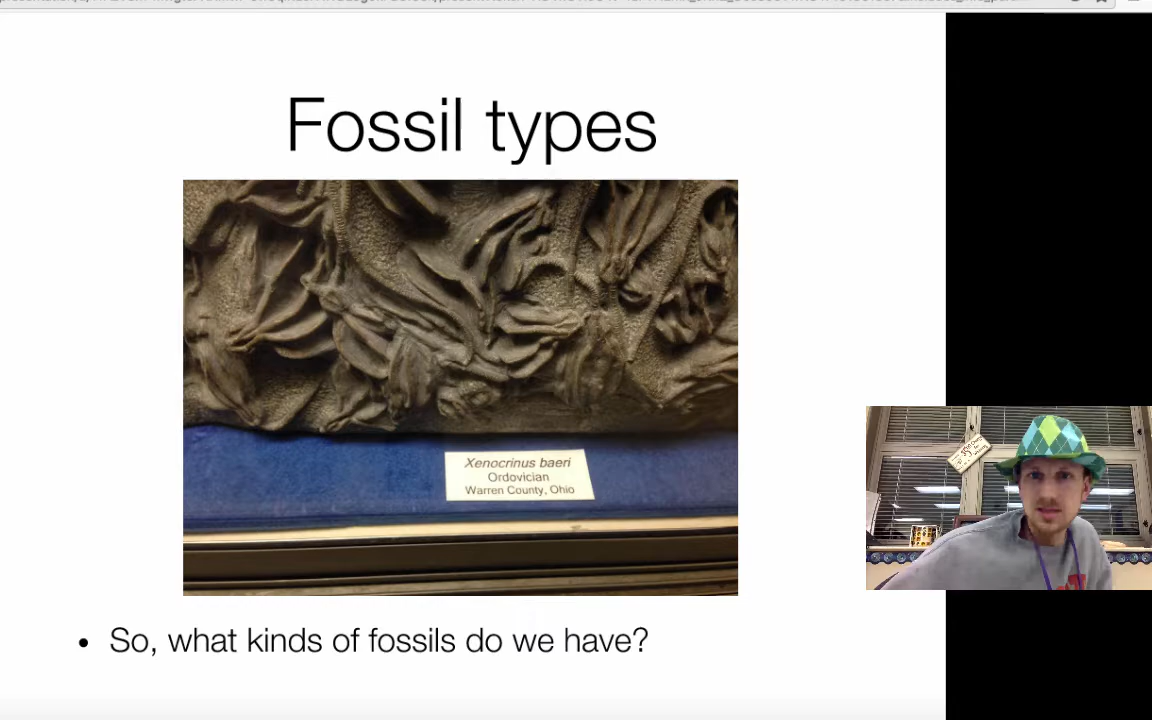 Fossil types
Xenocrinus baeri
Ordovician
Warren County, Ohio
So, what kinds of fossils do we have?